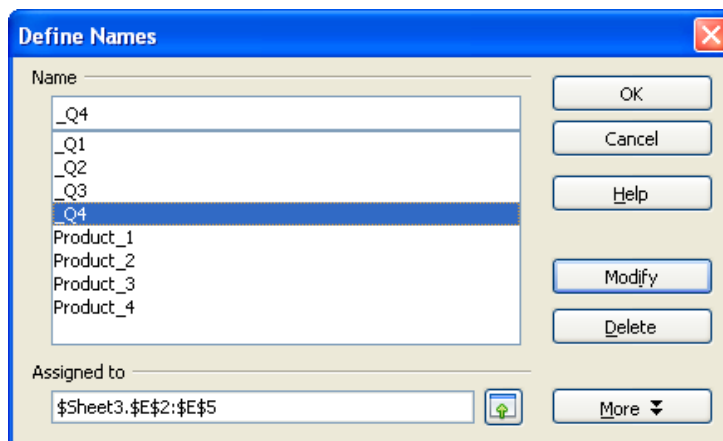 Define Names
Name
_Q4
_Q1
_Q2
_Q3
_Q4
Product_1
Product_2
Product_3
Product_4
Assigned to
$Sheet3.$E$2:$E$5
OK
Cancel
Help
Modify
Delete
More